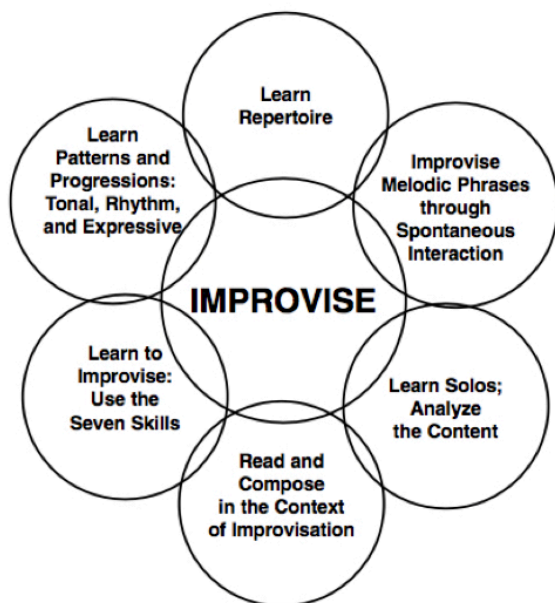 Learn
Repertoire
Improvise
Melodic Phrases
through
Spontaneous
Interaction
Learn Solos;
Analyze
the Content
Read and
Compose
in the Context
of Improvisation
Learn to
Improvise:
Use the
Seven Skills
Learn
Patterns and
Progressions:
Tonal, Rhythm,
and Expressive
IMPROVISE